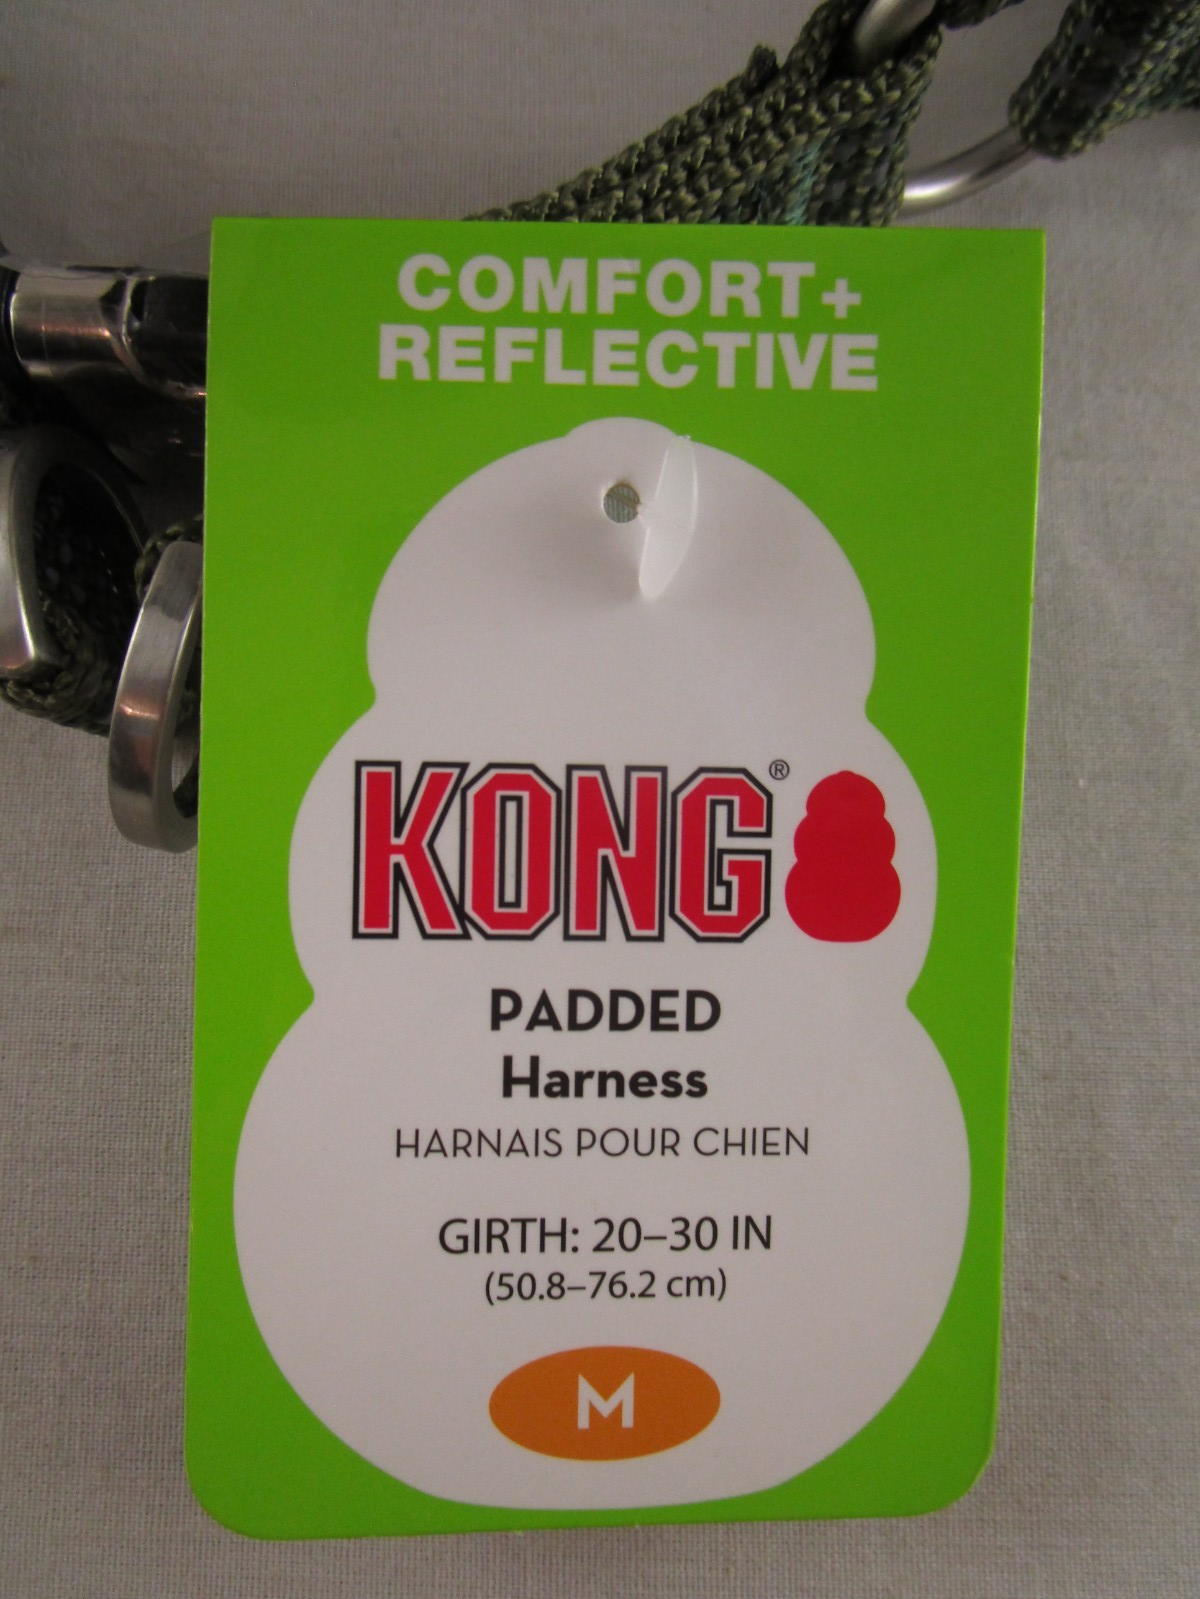 COMFORT+
REFLECTIVE
KONG®
PADDED
Harness
HARNAIS POUR CHIEN
GIRTH: 20–30 IN
(50.8–76.2 cm)
M